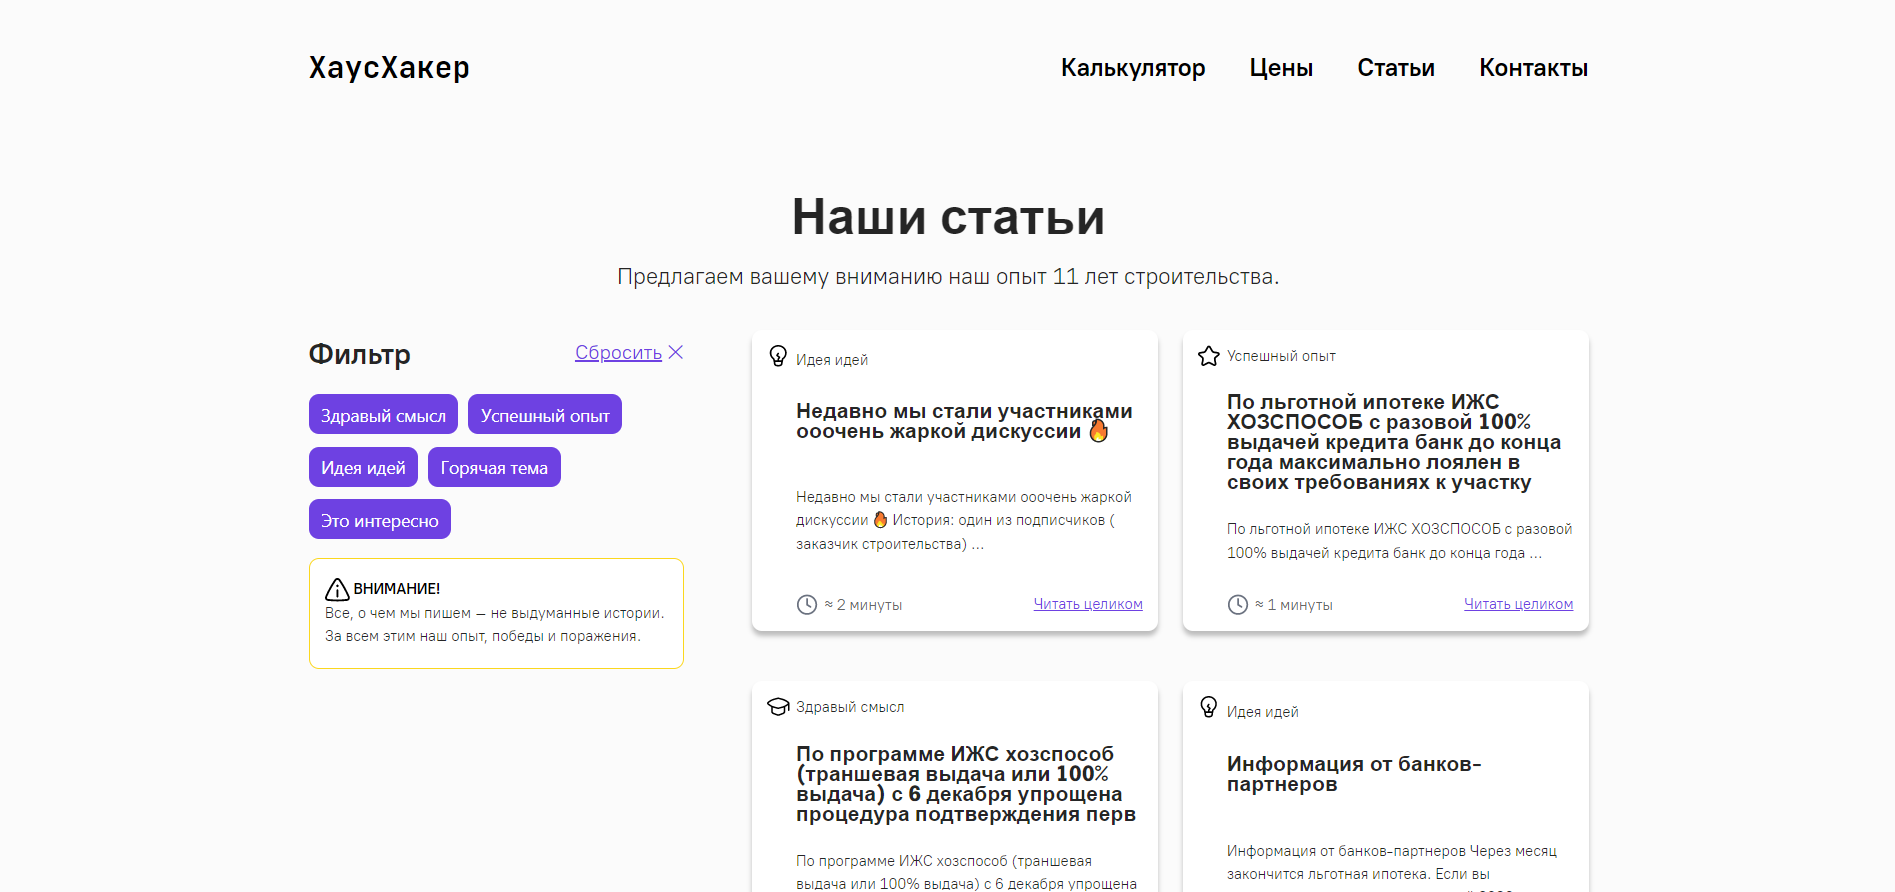 ХаусХакер
Калькулятор Цены Статьи Контакты
Наши статьи
Предлагаем вашему вниманию наш опыт 11 лет строительства.
Фильтр
Сбросить
Здравый смысл
Успешный опыт
Идея идей
Горячая тема
Это интересно
ВНИМАНИЕ!
Все, о чем мы пишем – не выдуманные истории.
За всем этим наш опыт, победы и поражения.
Идея идей
Недавно мы стали участниками
ооочень жаркой дискуссии 🔥
Недавно мы стали участниками ооочень жаркой
дискуссии 🔥 История: один из подписчиков (
заказчик строительства) ...
≈ 2 минуты
Читать целиком
Успешный опыт
По льготной ипотеке ИЖС
ХОЗСПОСОБ с разовой 100%
выдачей кредита банк до конца
года максимально лоялен в
своих требованиях к участку
По льготной ипотеке ИЖС ХОЗСПОСОБ с разовой
100% выдачей кредита банк до конца года ...
≈ 1 минуты
Читать целиком
Здравый смысл
По программе ИЖС хозспособ
(траншевая выдача или 100%
выдача) с 6 декабря упрощена
процедура подтверждения перв
По программе ИЖС хозспособ (траншевая
выдача или 100% выдача) с 6 декабря упрощена
Идея идей
Информация от банков-
партнеров
Информация от банков-партнеров Через месяц
закончится льготная ипотека. Если вы